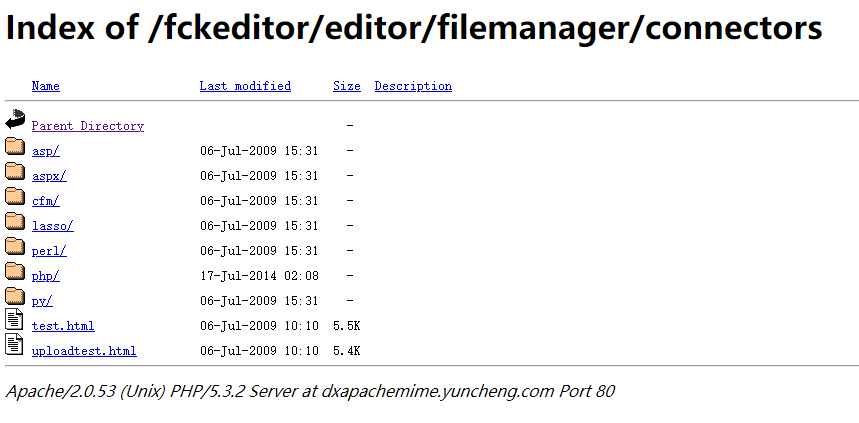 Index of /fckeditor/editor/filemanager/connectors
Name Last modified Size Description
Parent Directory -
asp/ 06-Jul-2009 15:31 -
aspx/ 06-Jul-2009 15:31 -
cfm/ 06-Jul-2009 15:31 -
lasso/ 06-Jul-2009 15:31 -
perl/ 06-Jul-2009 15:31 -
php/ 17-Jul-2014 02:08 -
py/ 06-Jul-2009 15:31 -
test.html 06-Jul-2009 10:10 5.5K
uploadtest.html 06-Jul-2009 10:10 5.4K
Apache/2.0.53 (Unix) PHP/5.3.2 Server at dxapachemime.yuncheng.com Port 80